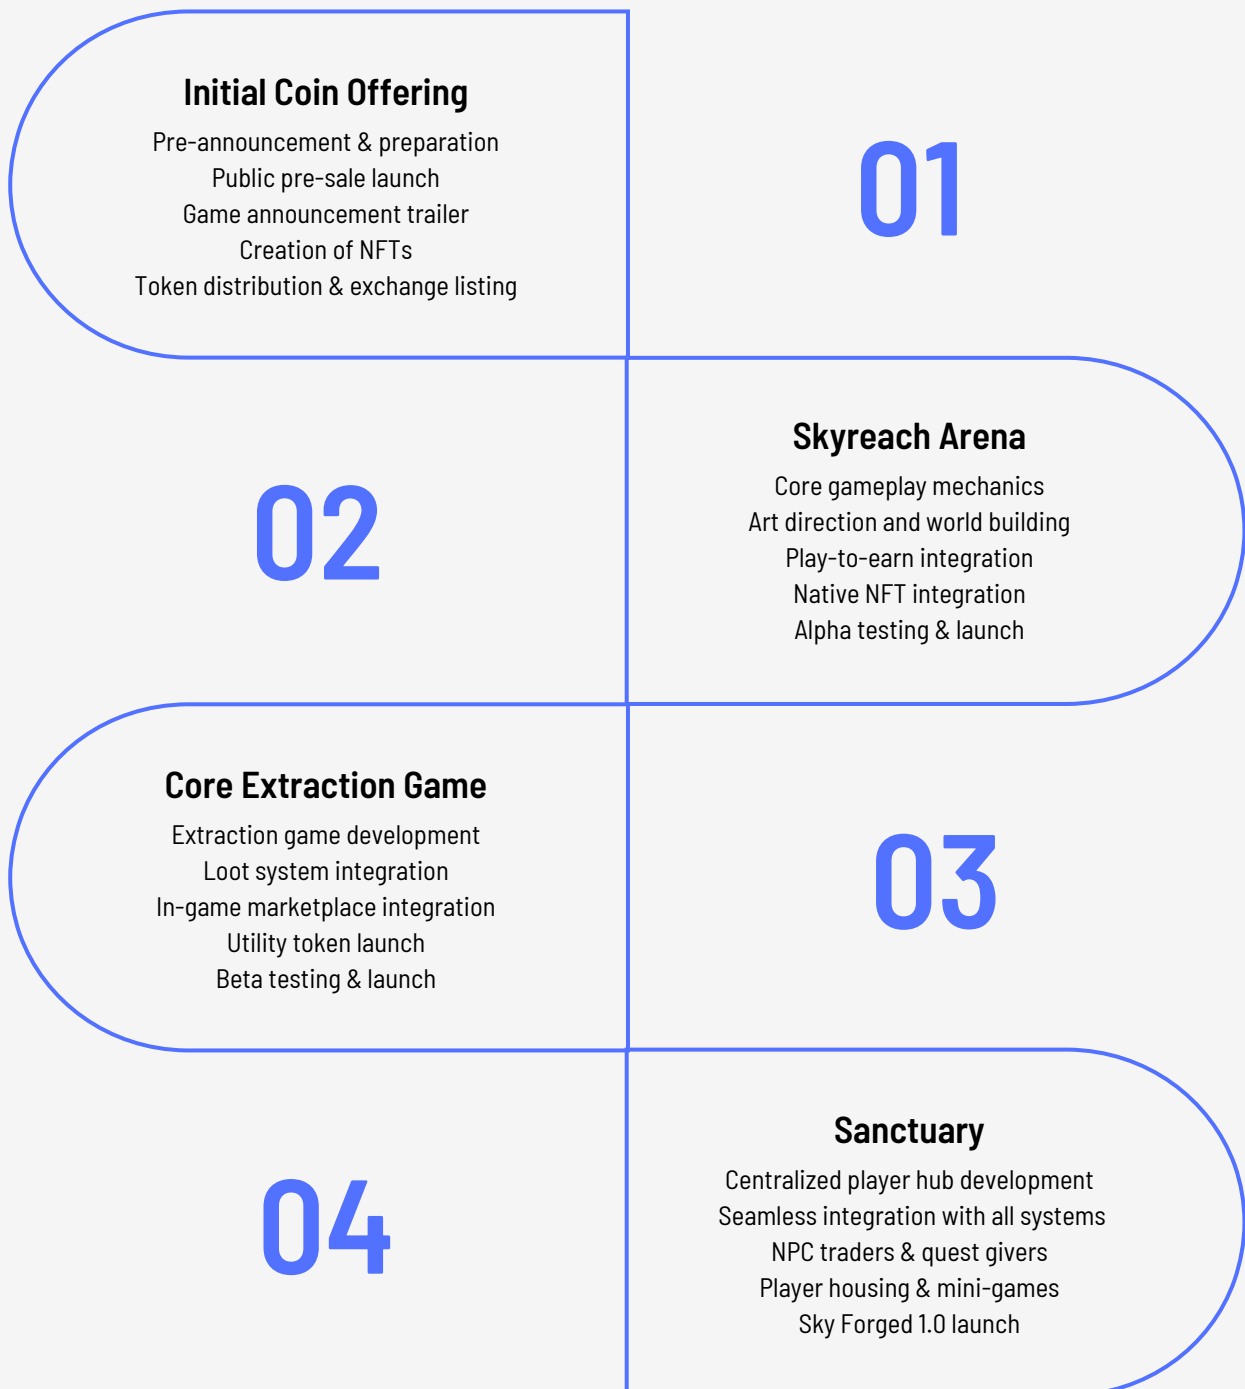 Initial Coin Offering
Pre-announcement & preparation
Public pre-sale launch
Game announcement trailer
Creation of NFTs
Token distribution & exchange listing
01
02
Skyreach Arena
Core gameplay mechanics
Art direction and world building
Play-to-earn integration
Native NFT integration
Alpha testing & launch
Core Extraction Game
Extraction game development
Loot system integration
In-game marketplace integration
Utility token launch
Beta testing & launch
03
04
Sanctuary
Centralized player hub development
Seamless integration with all systems
NPC traders & quest givers
Player housing & mini-games
Sky Forged 1.0 launch